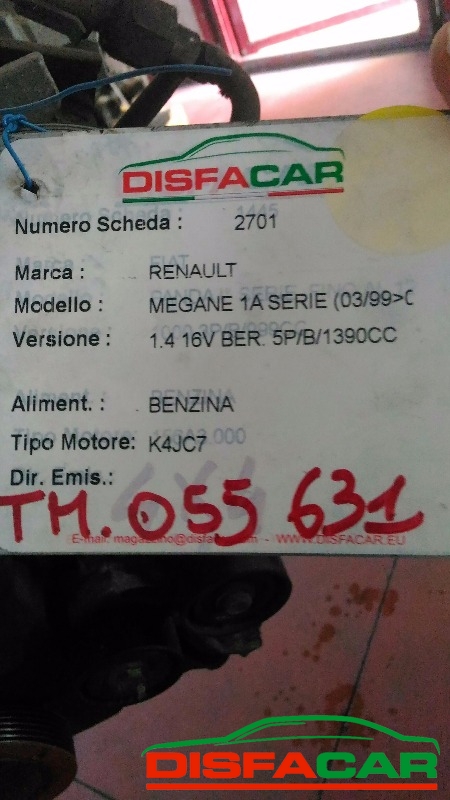 DISFACAR
Numero Scheda : 2701
Marca : RENAULT
Modello : MEGANE 1A SERIE (03/99>0
Versione : 1.4 16V BER. 5P/B/1390CC
Aliment. : BENZINA
Tipo Motore: K4JC7
Dir. Emis.:
TM. 055 631
E-mail: - WWW.DISFACAR.EU
DISFACAR